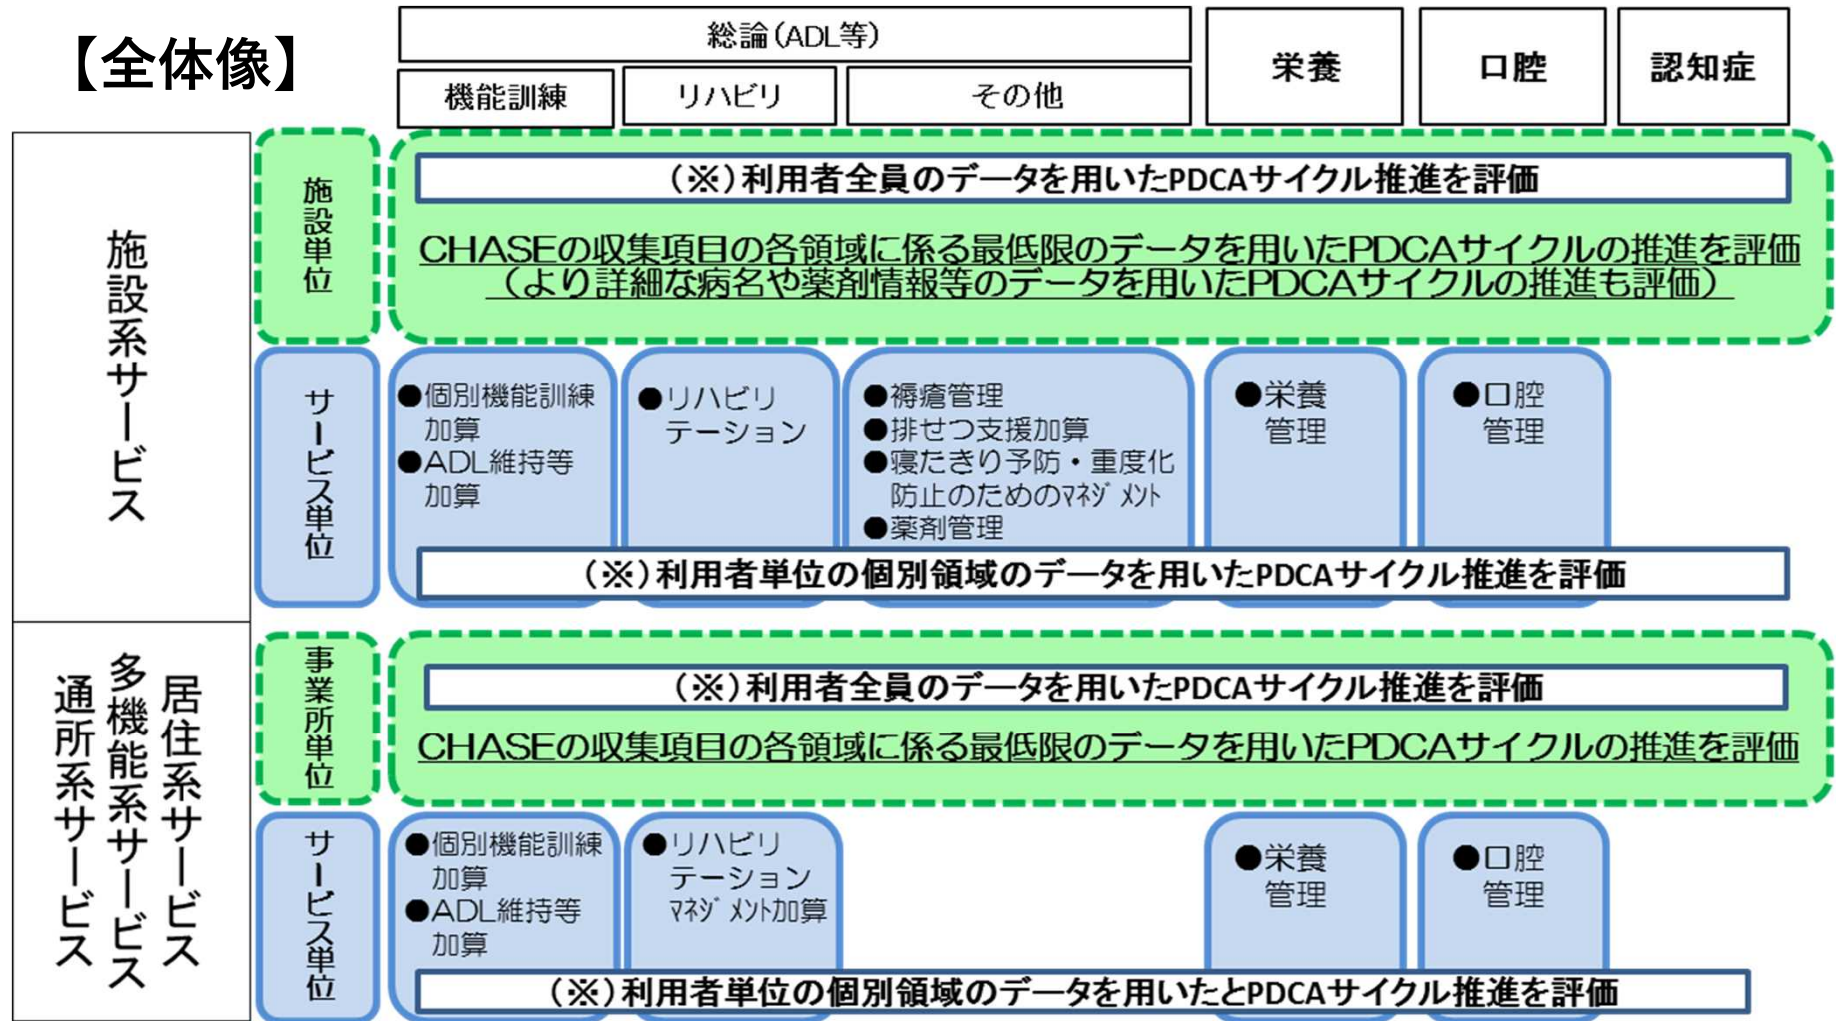 【全体像】
総論(ADL等)
機能訓練
リハビリ
その他
栄養
口腔
認知症
施設系サービス
施設単位
(※)利用者全員のデータを用いたPDCAサイクル推進を評価
CHASEの収集項目の各領域に係る最低限のデータを用いたPDCAサイクルの推進を評価
(より詳細な病名や薬剤情報等のデータを用いたPDCAサイクルの推進も評価)
サービス単位
●個別機能訓練
加算
●ADL維持等
加算
●リハビリ
テーション
●褥瘡管理
●排せつ支援加算
●寝たきり予防・重度化
防止のためのﾏﾈｼﾞﾒﾝﾄ
●薬剤管理
●栄養
管理
●口腔
管理
(※)利用者単位の個別領域のデータを用いたPDCAサイクル推進を評価
居住系サービス
多機能系サービス
通所系サービス
事業所単位
(※)利用者全員のデータを用いたPDCAサイクル推進を評価
CHASEの収集項目の各領域に係る最低限のデータを用いたPDCAサイクルの推進を評価
サービス単位
●個別機能訓練
加算
●ADL維持等
加算
●リハビリ
テーション
ﾏﾈｼﾞﾒﾝﾄ加算
●栄養
管理
●口腔
管理
(※)利用者単位の個別領域のデータを用いたとPDCAサイクル推進を評価